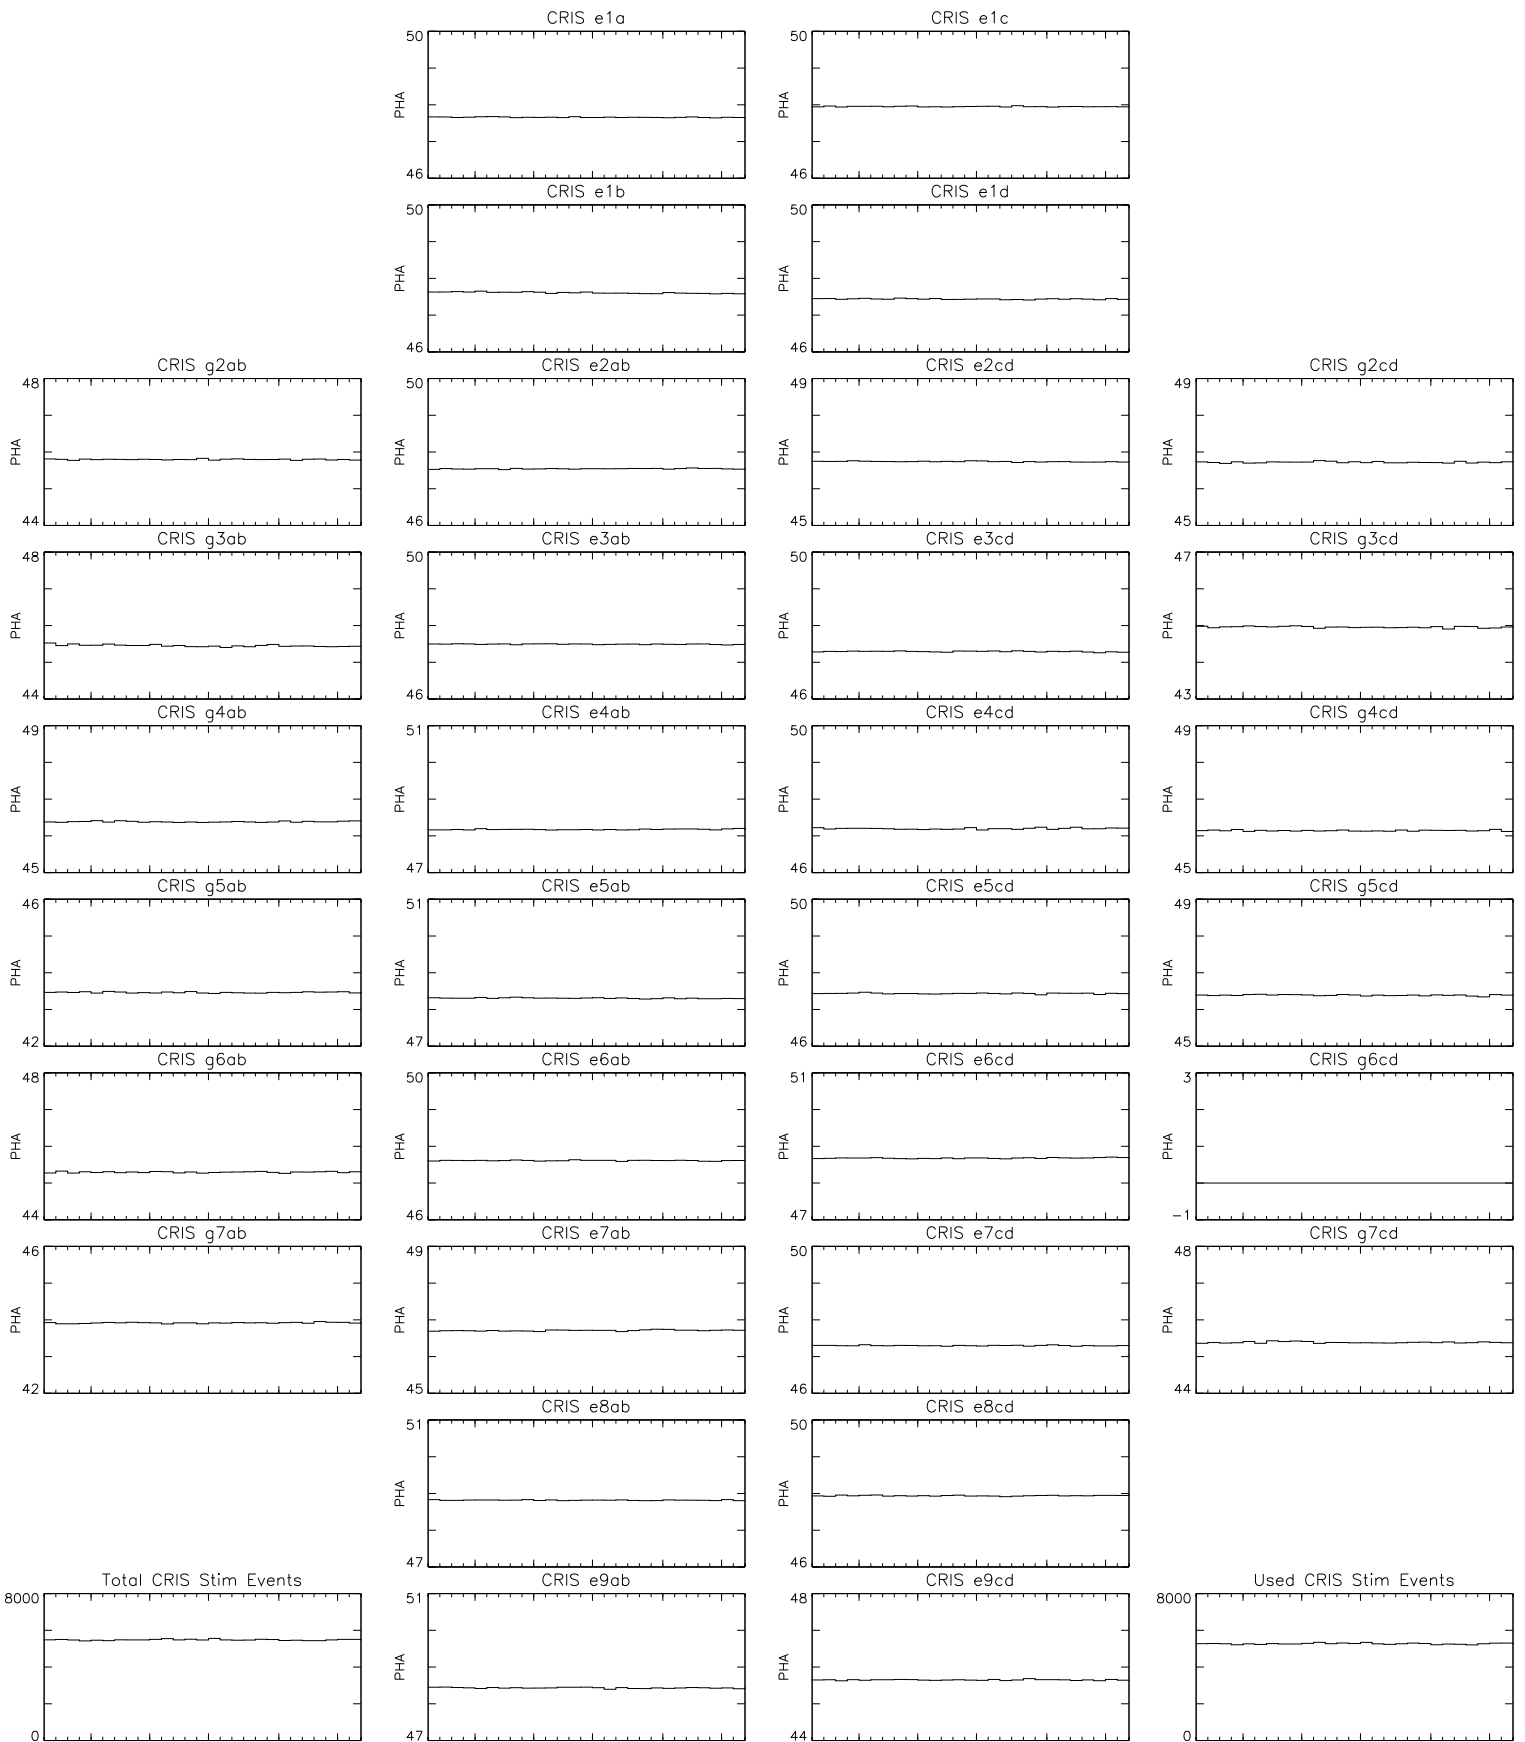 CRIS e1a
50
PHA
46
CRIS e1c
50
PHA
46
CRIS e1b
50
PHA
46
CRIS e1d
50
PHA
46
CRIS g2ab
48
PHA
44
CRIS e2ab
50
PHA
46
CRIS e2cd
49
PHA
45
CRIS g2cd
49
PHA
45
CRIS g3ab
48
PHA
44
CRIS e3ab
50
PHA
46
CRIS e3cd
50
PHA
46
CRIS g3cd
47
PHA
43
CRIS g4ab
49
PHA
45
CRIS e4ab
51
PHA
47
CRIS e4cd
50
PHA
46
CRIS g4cd
49
PHA
45
CRIS g5ab
46
PHA
42
CRIS e5ab
51
PHA
47
CRIS e5cd
50
PHA
46
CRIS g5cd
49
PHA
45
CRIS g6ab
48
PHA
44
CRIS e6ab
50
PHA
46
CRIS e6cd
51
PHA
47
CRIS g6cd
3
PHA
-1
CRIS g7ab
46
PHA
42
CRIS e7ab
49
PHA
45
CRIS e7cd
50
PHA
46
CRIS g7cd
48
PHA
44
CRIS e8ab
51
PHA
47
CRIS e8cd
50
PHA
46
Total CRIS Stim Events
8000
0
CRIS e9ab
51
PHA
47
CRIS e9cd
48
PHA
44
Used CRIS Stim Events
8000
0